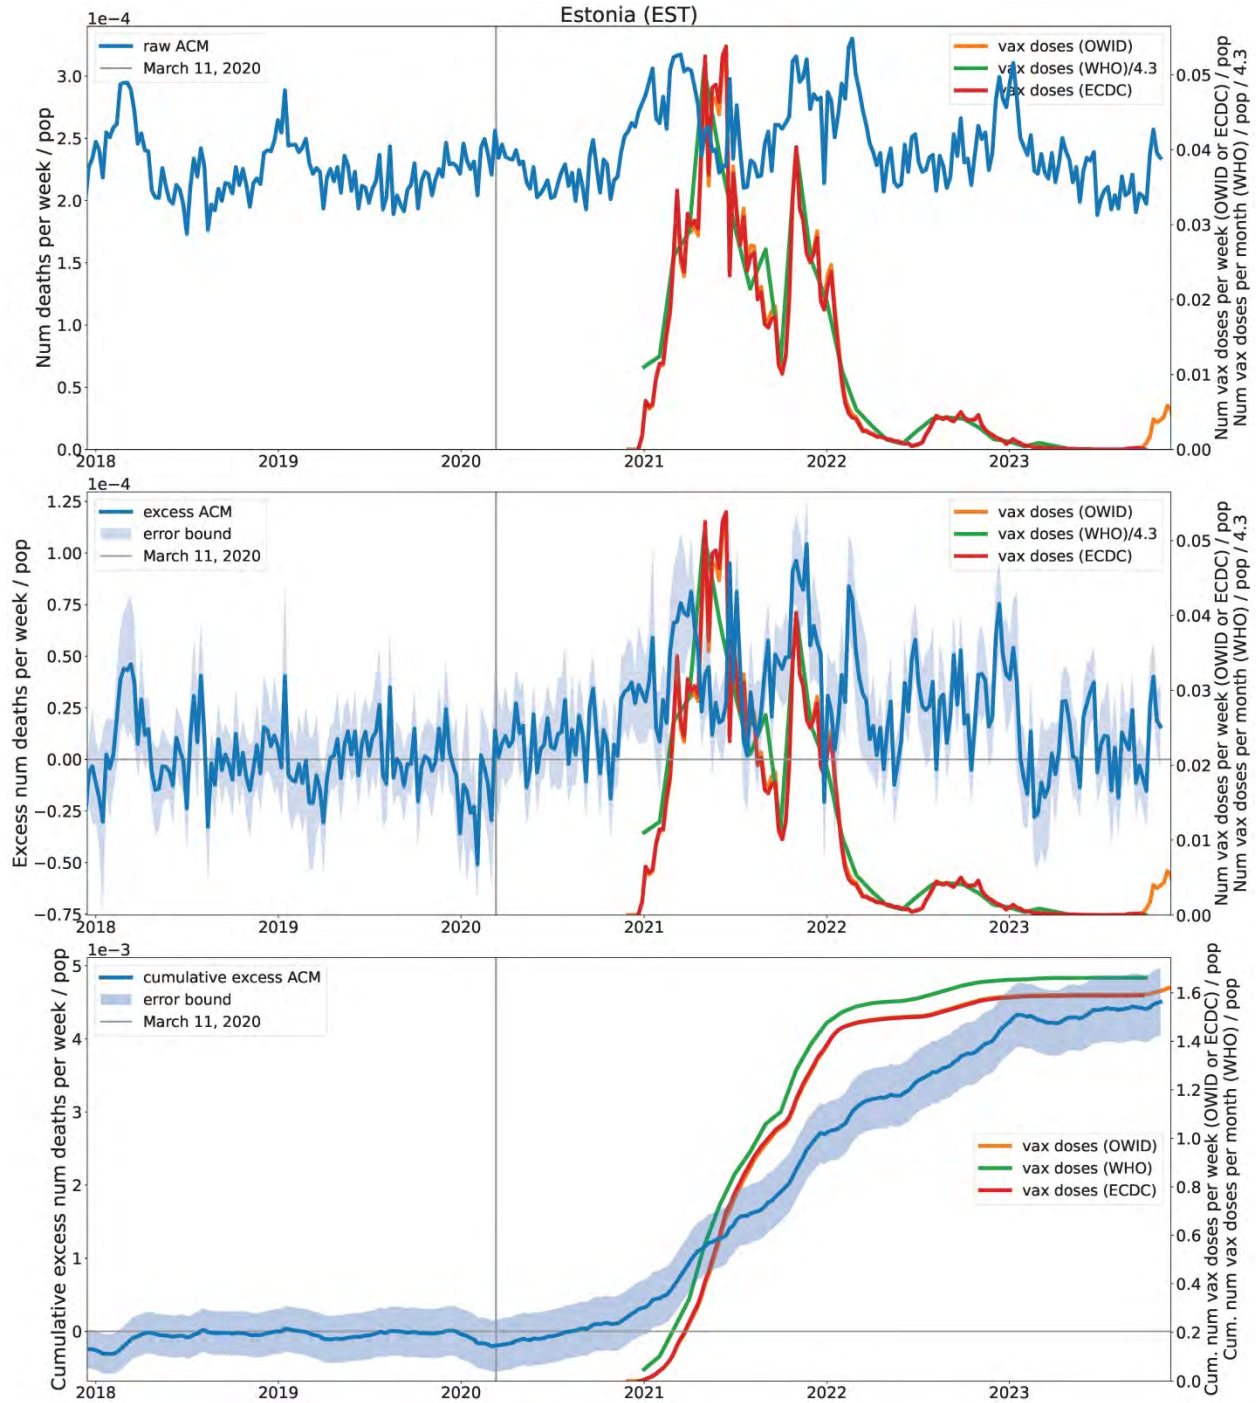 Estonia (EST)
1e−4
raw ACM
March 11, 2020
vax doses (OWID)
vax doses (WHO)/4.3
vax doses (ECDC)
3.0
2.5
2.0
1.5
1.0
0.5
0.0
0.05
0.04
0.03
0.02
0.01
0.00
Num deaths per week / pop
Num vax doses per week (OWID or ECDC) / pop
Num vax doses per month (WHO) / pop / 4.3
2018 2019 2020 2021 2022 2023
1e−4
excess ACM
error bound
March 11, 2020
vax doses (OWID)
vax doses (WHO)/4.3
vax doses (ECDC)
1.25
1.00
0.75
0.50
0.25
0.00
−0.25
−0.50
−0.75
0.05
0.04
0.03
0.02
0.01
0.00
Excess num deaths per week / pop
Num vax doses per week (OWID or ECDC) / pop
Num vax doses per month (WHO) / pop / 4.3
2018 2019 2020 2021 2022 2023
1e−3
cumulative excess ACM
error bound
March 11, 2020
vax doses (OWID)
vax doses (WHO)
vax doses (ECDC)
5
4
3
2
1
0
1.6
1.4
1.2
1.0
0.8
0.6
0.4
0.2
0.0
Cumulative excess num deaths per week / pop
Cum. num vax doses per week (OWID or ECDC) / pop
Cum. num vax doses per month (WHO) / pop
2018 2019 2020 2021 2022 2023